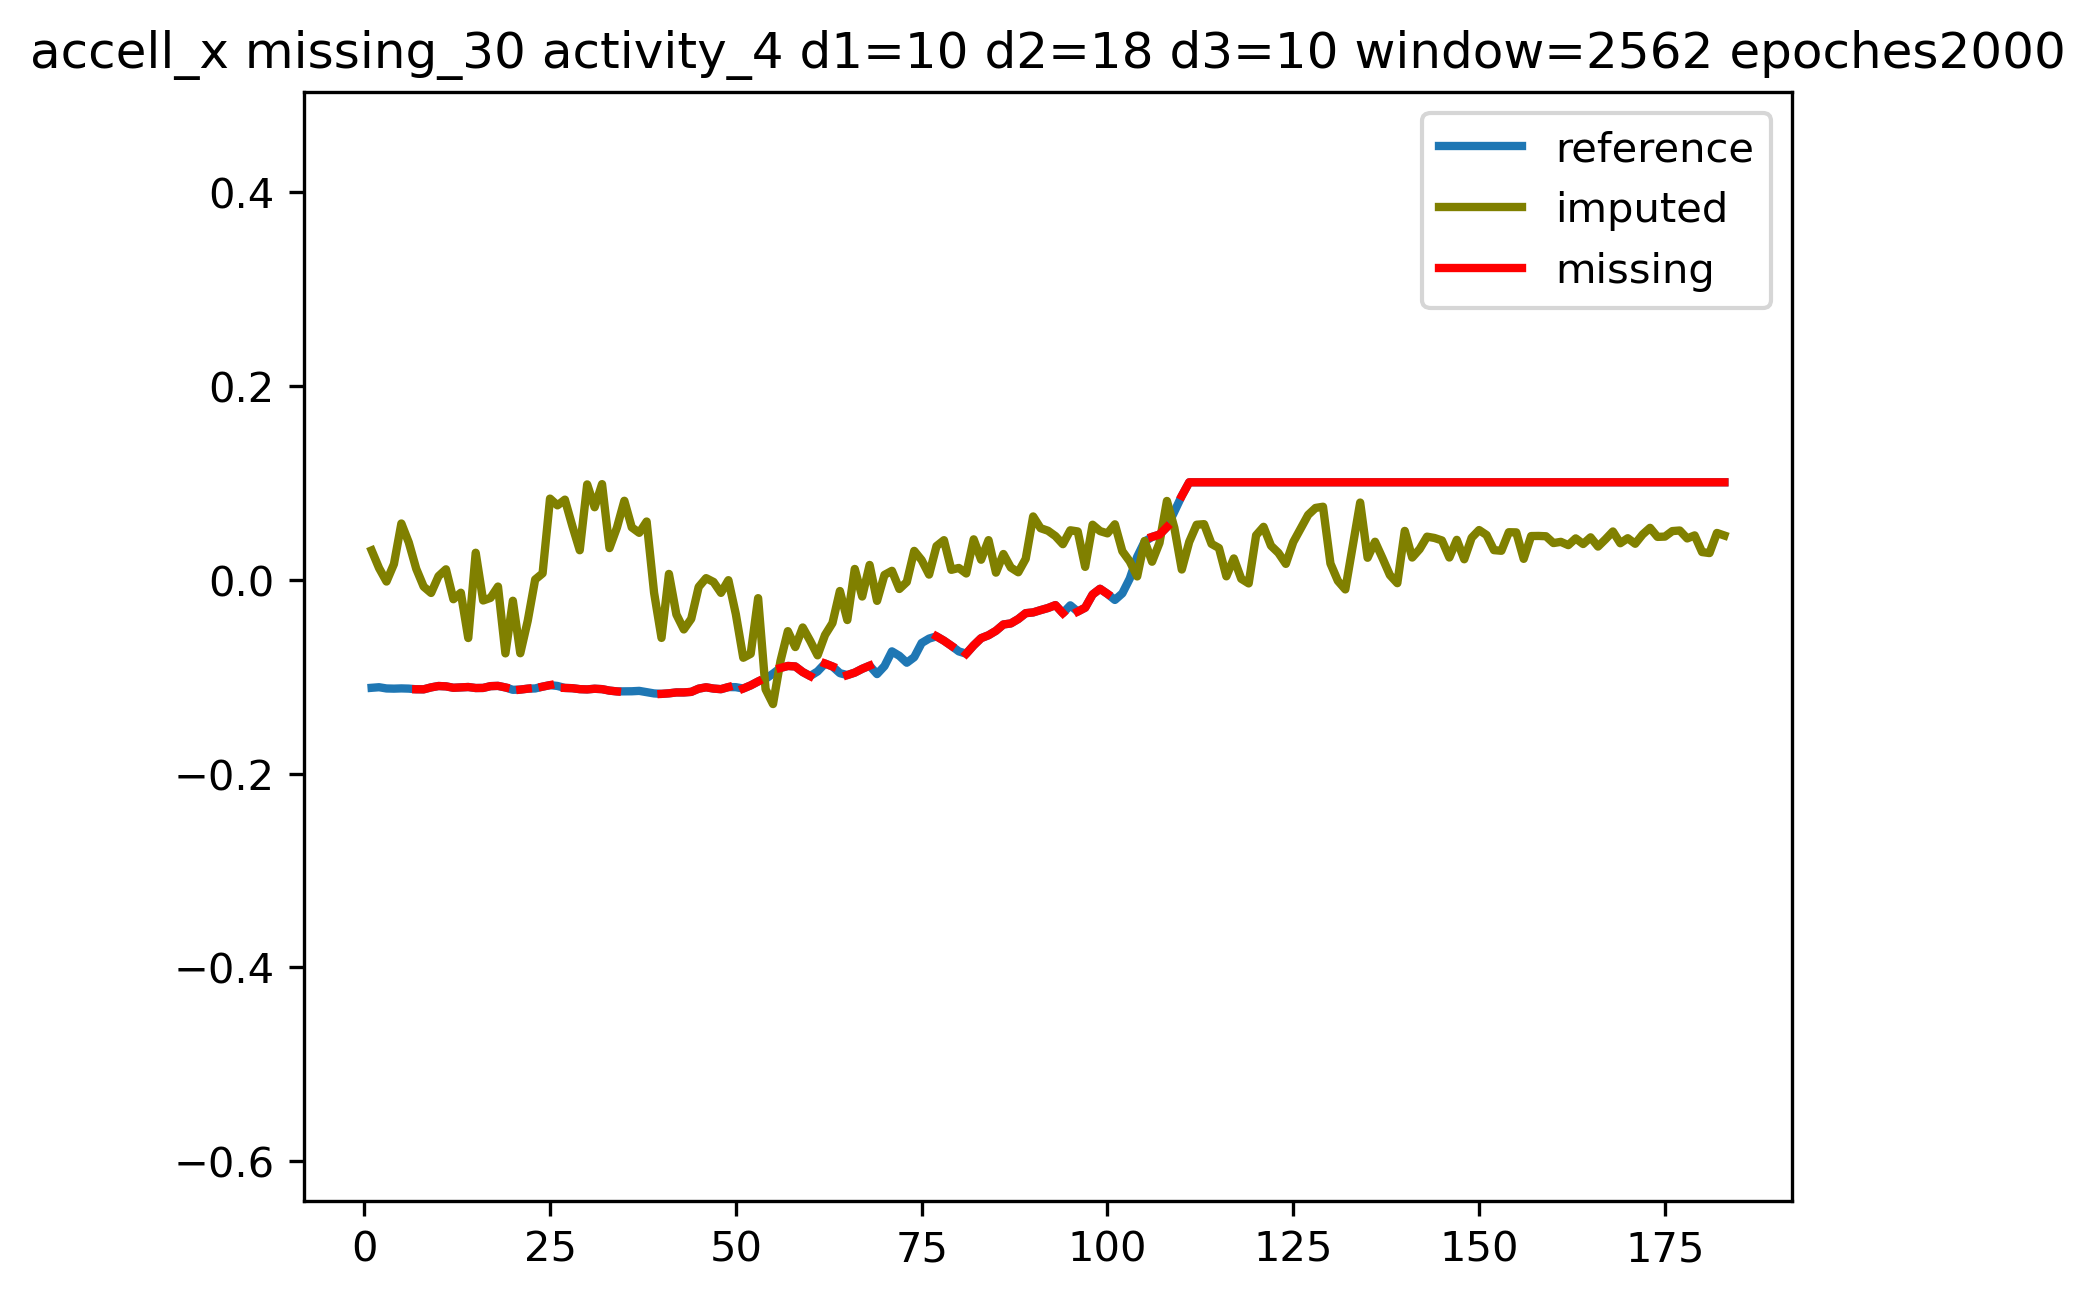 accell_x missing_30 activity_4 d1=10 d2=18 d3=10 window=2562 epoches2000
reference
imputed
missing
0.4
0.2
0.0
−0.2
−0.4
−0.6
0 25 50 75 100 125 150 175